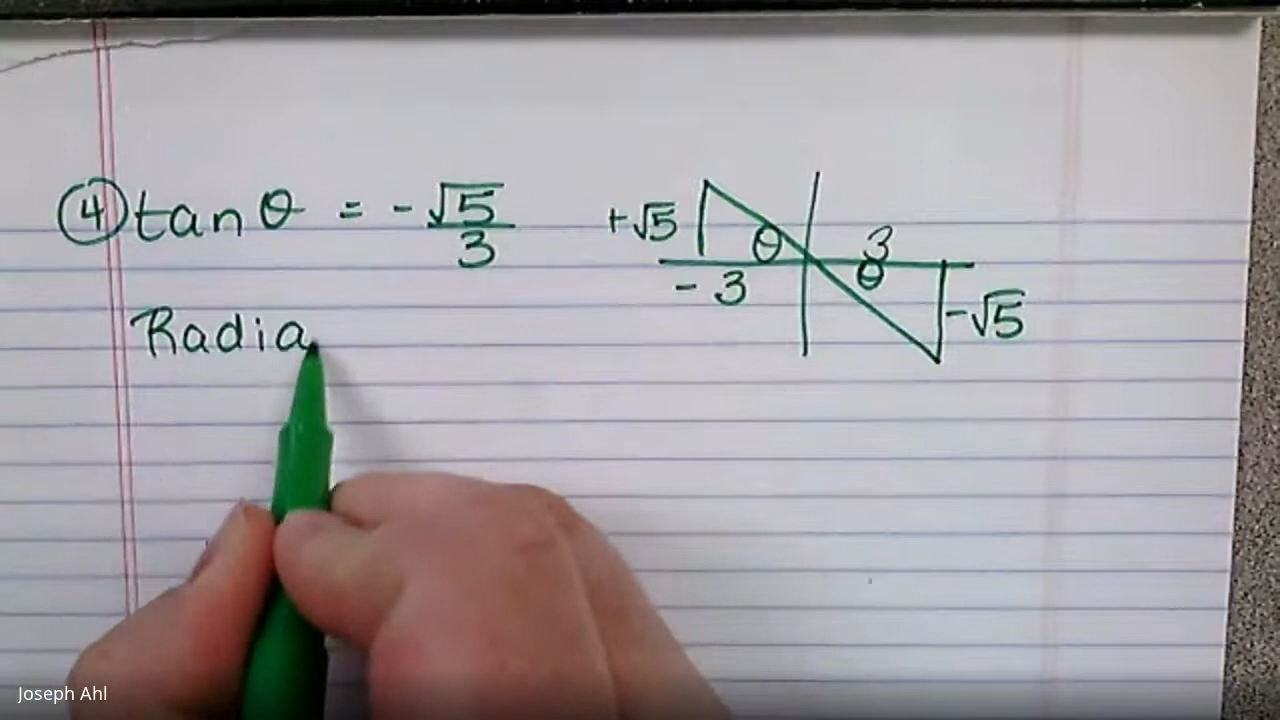 ④ tan θ = -√5/3
+√5
θ
3
-3
θ
-√5
Radia
Joseph Ahl